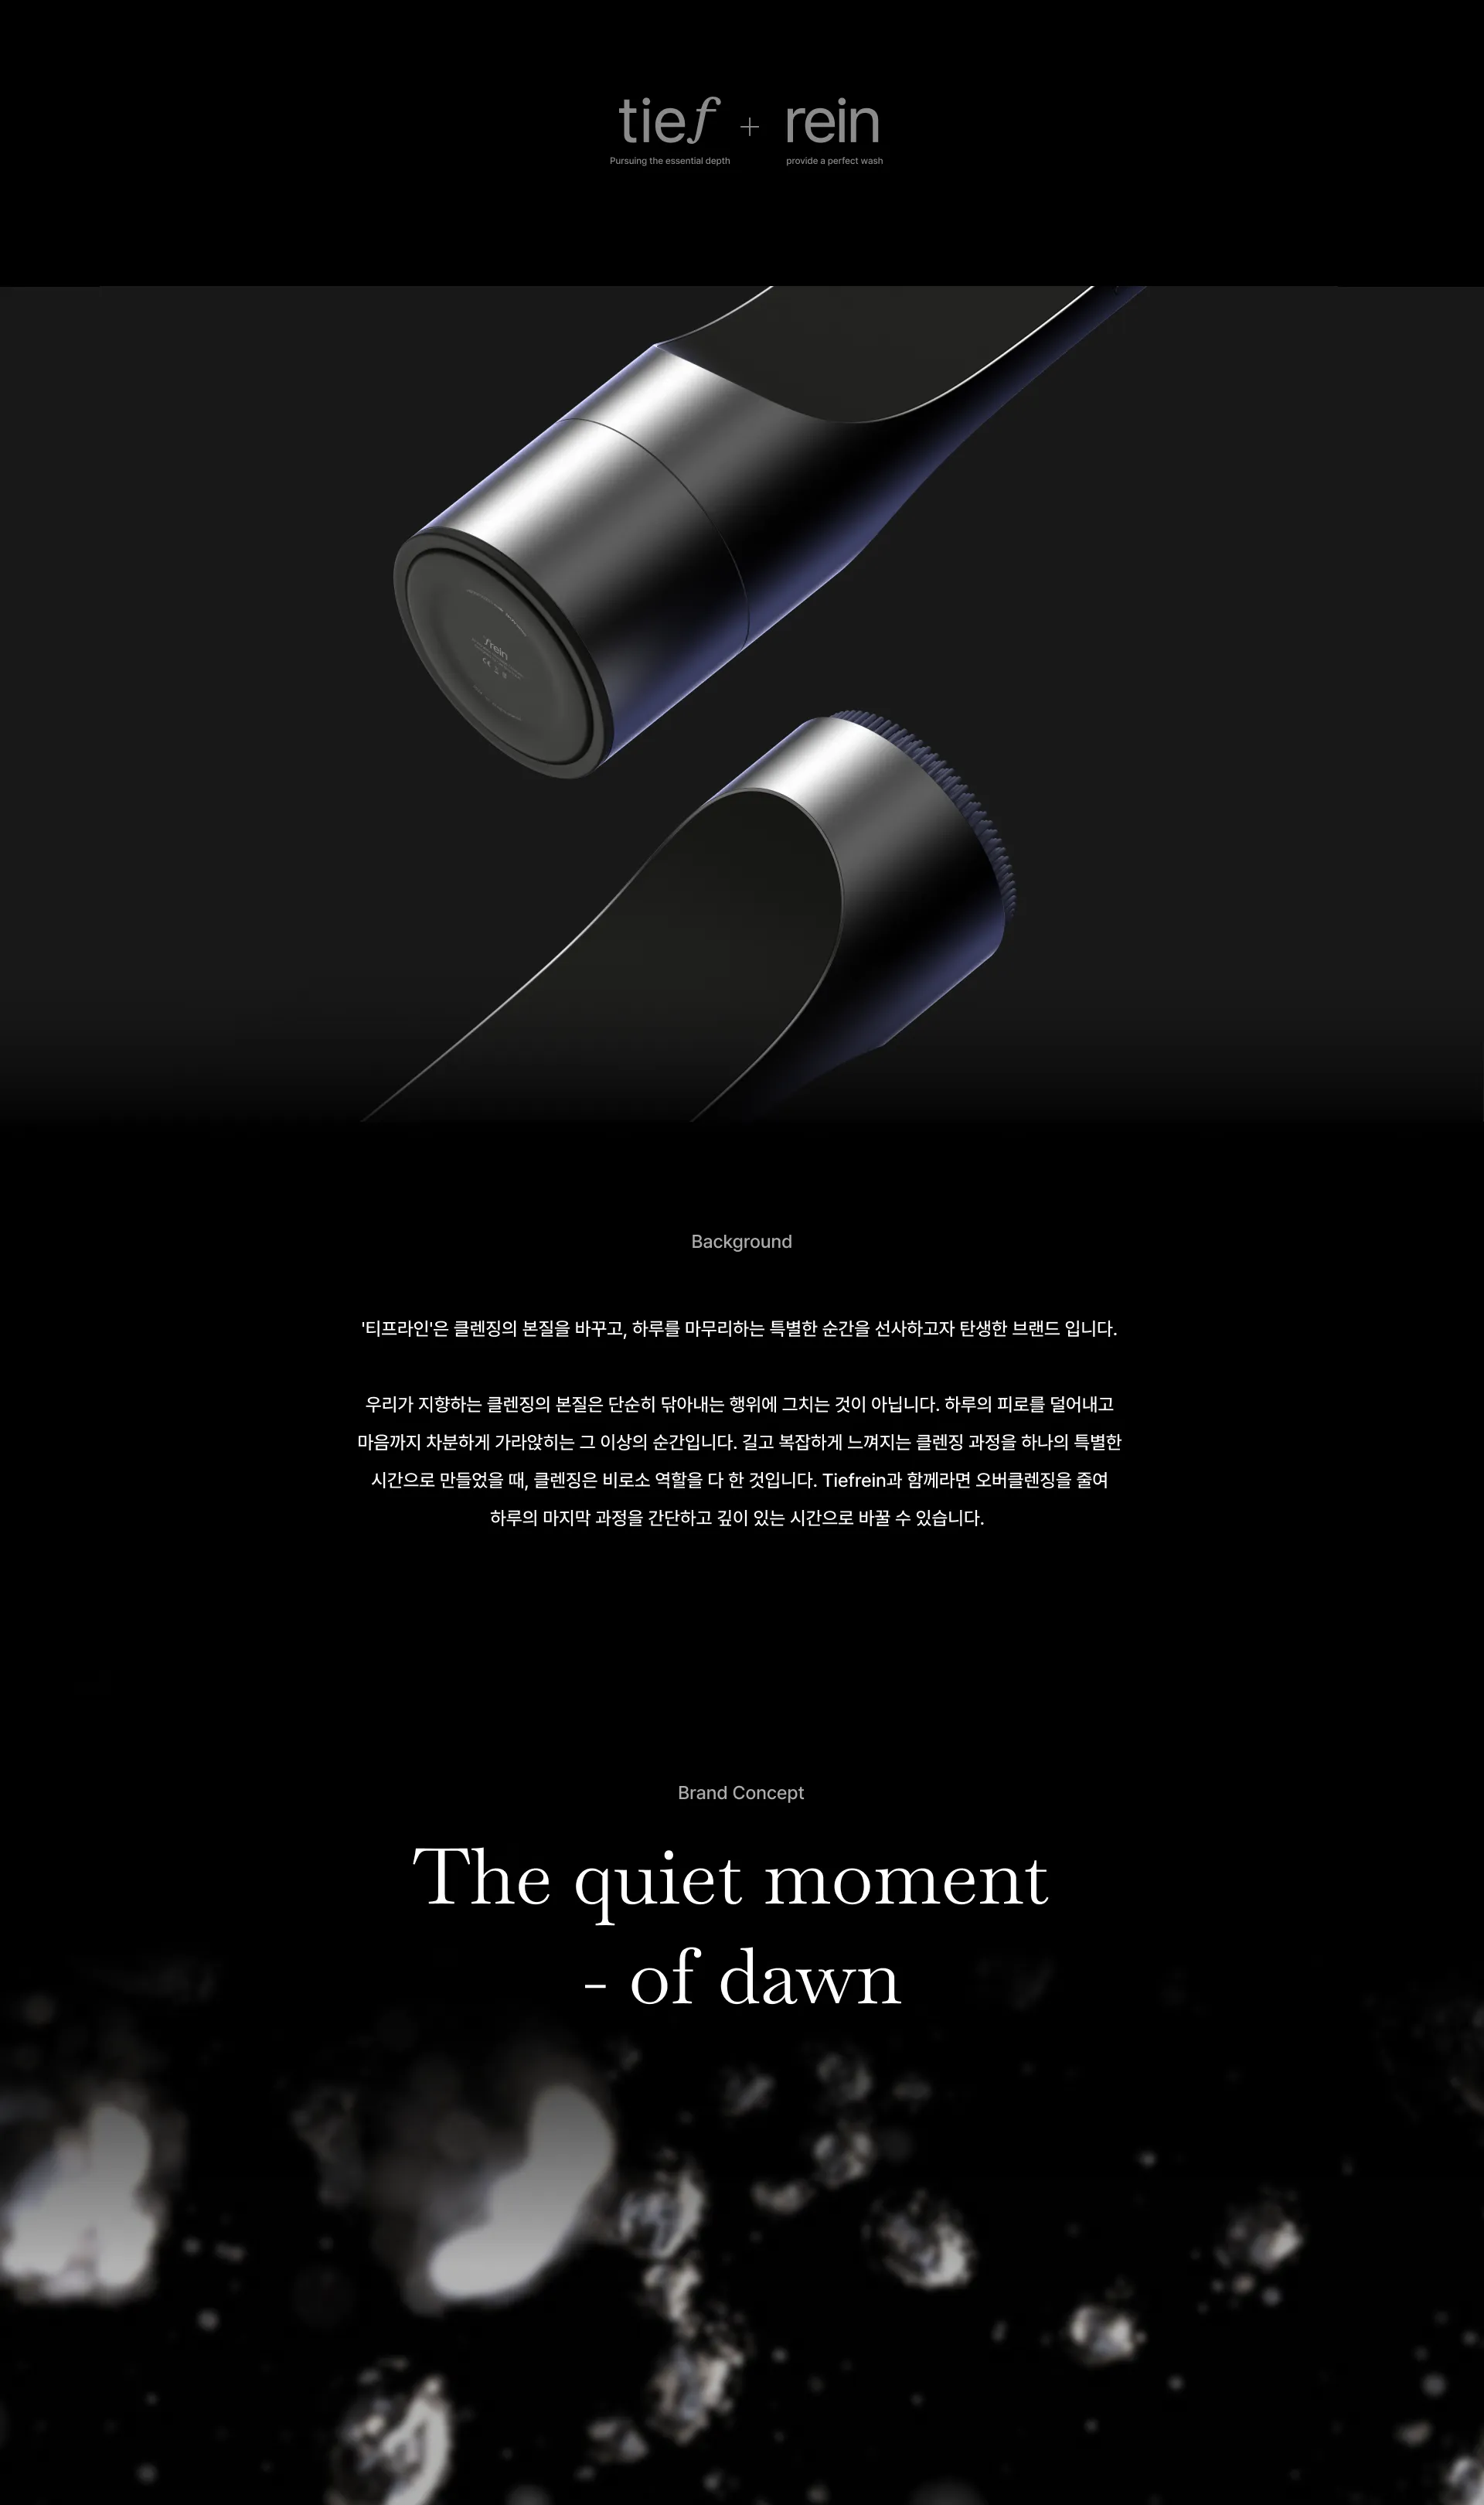 tief + rein
Pursuing the essential depth provide a perfect wash
frein
Background
'티프라인'은 클렌징의 본질을 바꾸고, 하루를 마무리하는 특별한 순간을 선사하고자 탄생한 브랜드 입니다.
우리가 지향하는 클렌징의 본질은 단순히 닦아내는 행위에 그치는 것이 아닙니다. 하루의 피로를 덜어내고
마음까지 차분하게 가라앉히는 그 이상의 순간입니다. 길고 복잡하게 느껴지는 클렌징 과정을 하나의 특별한
시간으로 만들었을 때, 클렌징은 비로소 역할을 다 한 것입니다. Tiefrein과 함께라면 오버클렌징을 줄여
하루의 마지막 과정을 간단하고 깊이 있는 시간으로 바꿀 수 있습니다.
Brand Concept
The quiet moment
- of dawn